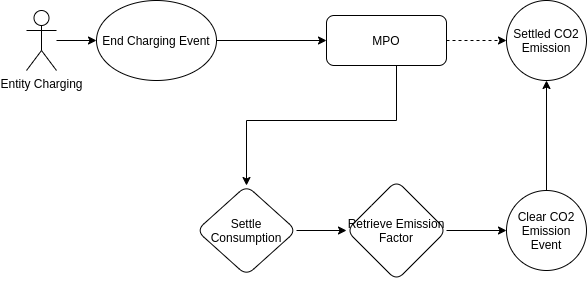 Entity Charging
End Charging Event
MPO
Settled CO2
Emission
Settle
Consumption
Retrieve Emission
Factor
Clear CO2
Emission
Event